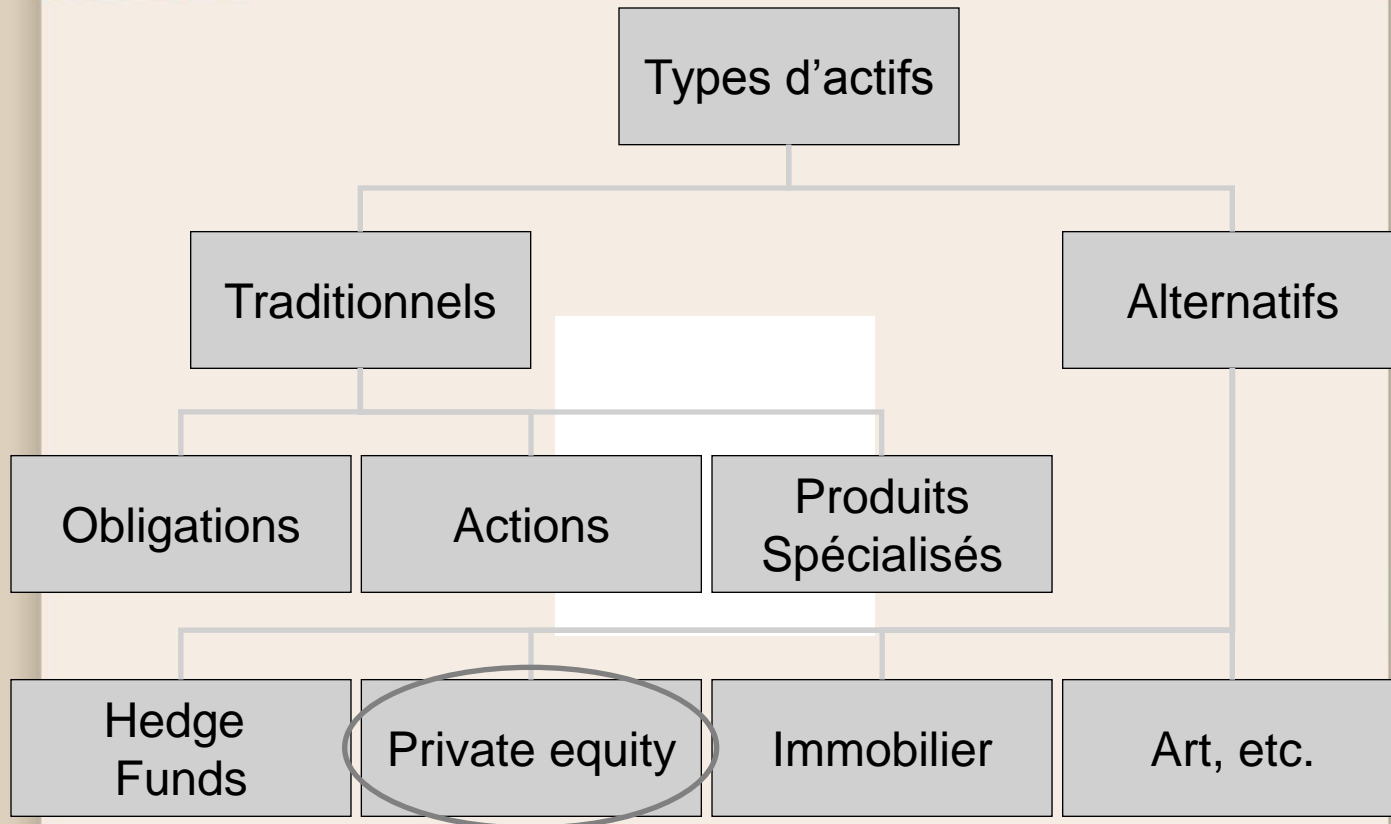 Types d’actifs
Traditionnels
Alternatifs
Obligations
Actions
Produits
Spécialisés
Hedge
Funds
Private equity
Immobilier
Art, etc.